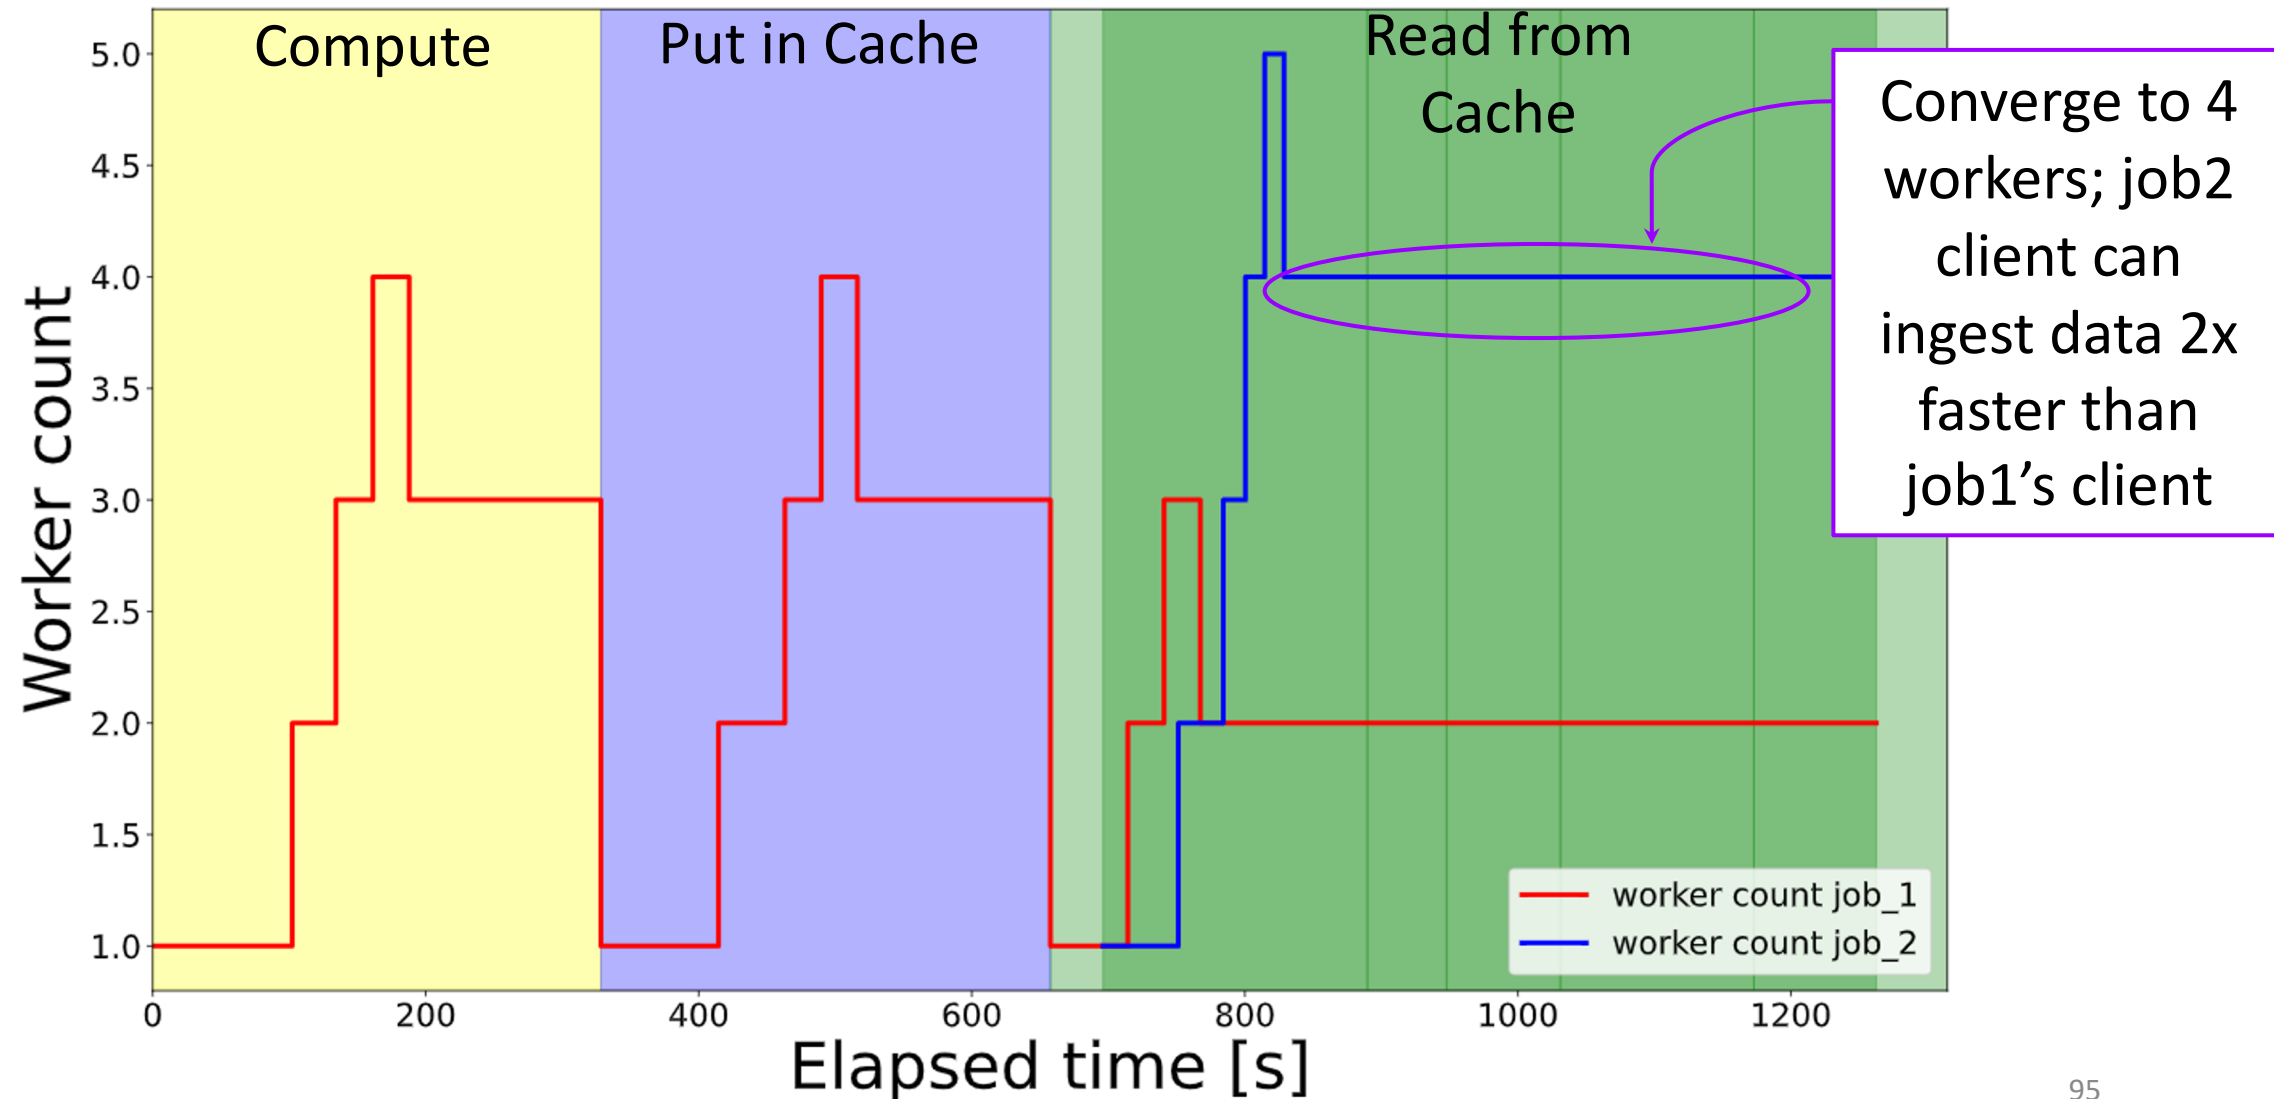 Compute
Put in Cache
Read from
Cache
Converge to 4
workers; job2
client can
ingest data 2x
faster than
job1’s client
Worker count
5.0
4.5
4.0
3.5
3.0
2.5
2.0
1.5
1.0
worker count job_1
worker count job_2
0 200 400 600 800 1000 1200
Elapsed time [s]
95